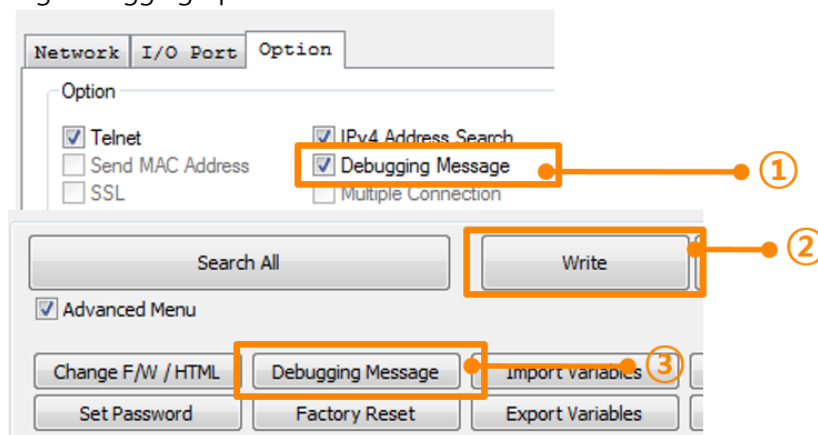 Network I/O Port Option
Option
Telnet IPv4 Address Search
Send MAC Address Debugging Message ①
SSL Multiple Connection
Search All Write ②
Advanced Menu
Change F/W / HTML Debugging Message Import Variables ③
Set Password Factory Reset Export Variables